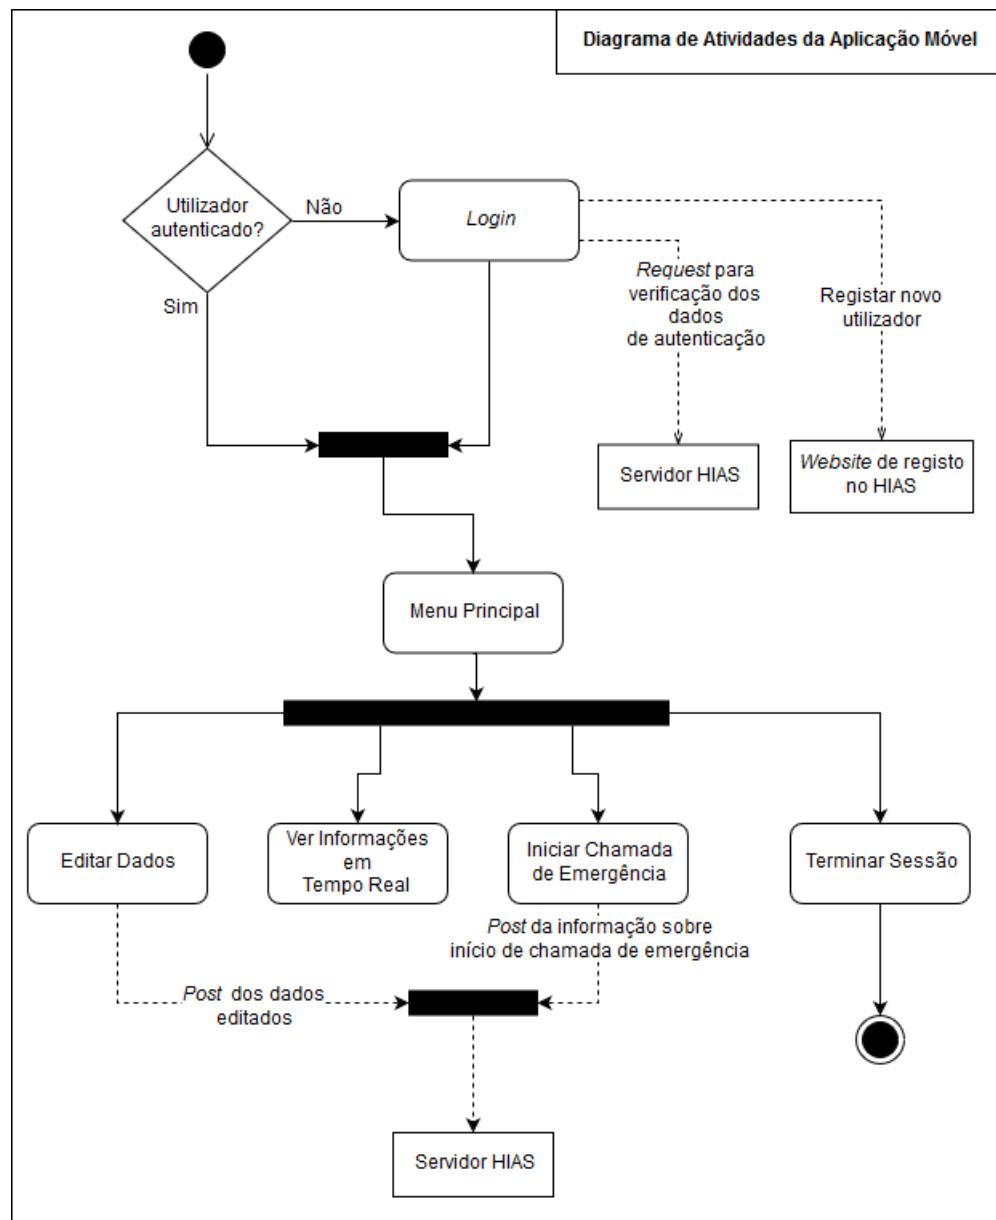 Diagrama de Atividades da Aplicação Móvel
Utilizador
autenticado?
Não
Sim
Login
Request para
verificação dos
dados
de autenticação
Registar novo
utilizador
Servidor HIAS
Website de registo
no HIAS
Menu Principal
Editar Dados
Ver Informações
em
Tempo Real
Iniciar Chamada
de Emergência
Terminar Sessão
Post da informação sobre
início de chamada de emergência
Post dos dados
editados
Servidor HIAS